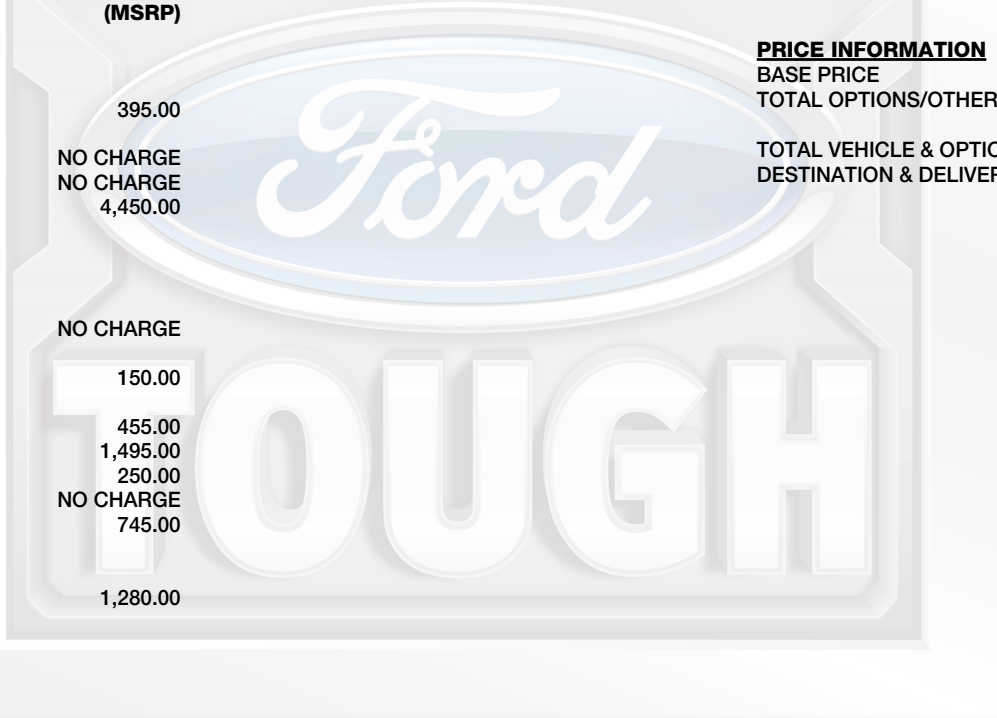 (MSRP)
395.00
NO CHARGE
NO CHARGE
4,450.00
NO CHARGE
150.00
455.00
1,495.00
250.00
NO CHARGE
745.00
1,280.00
PRICE INFORMATION
BASE PRICE
TOTAL OPTIONS/OTHER
TOTAL VEHICLE & OPTIO
DESTINATION & DELIVER
Ford
TOUGH